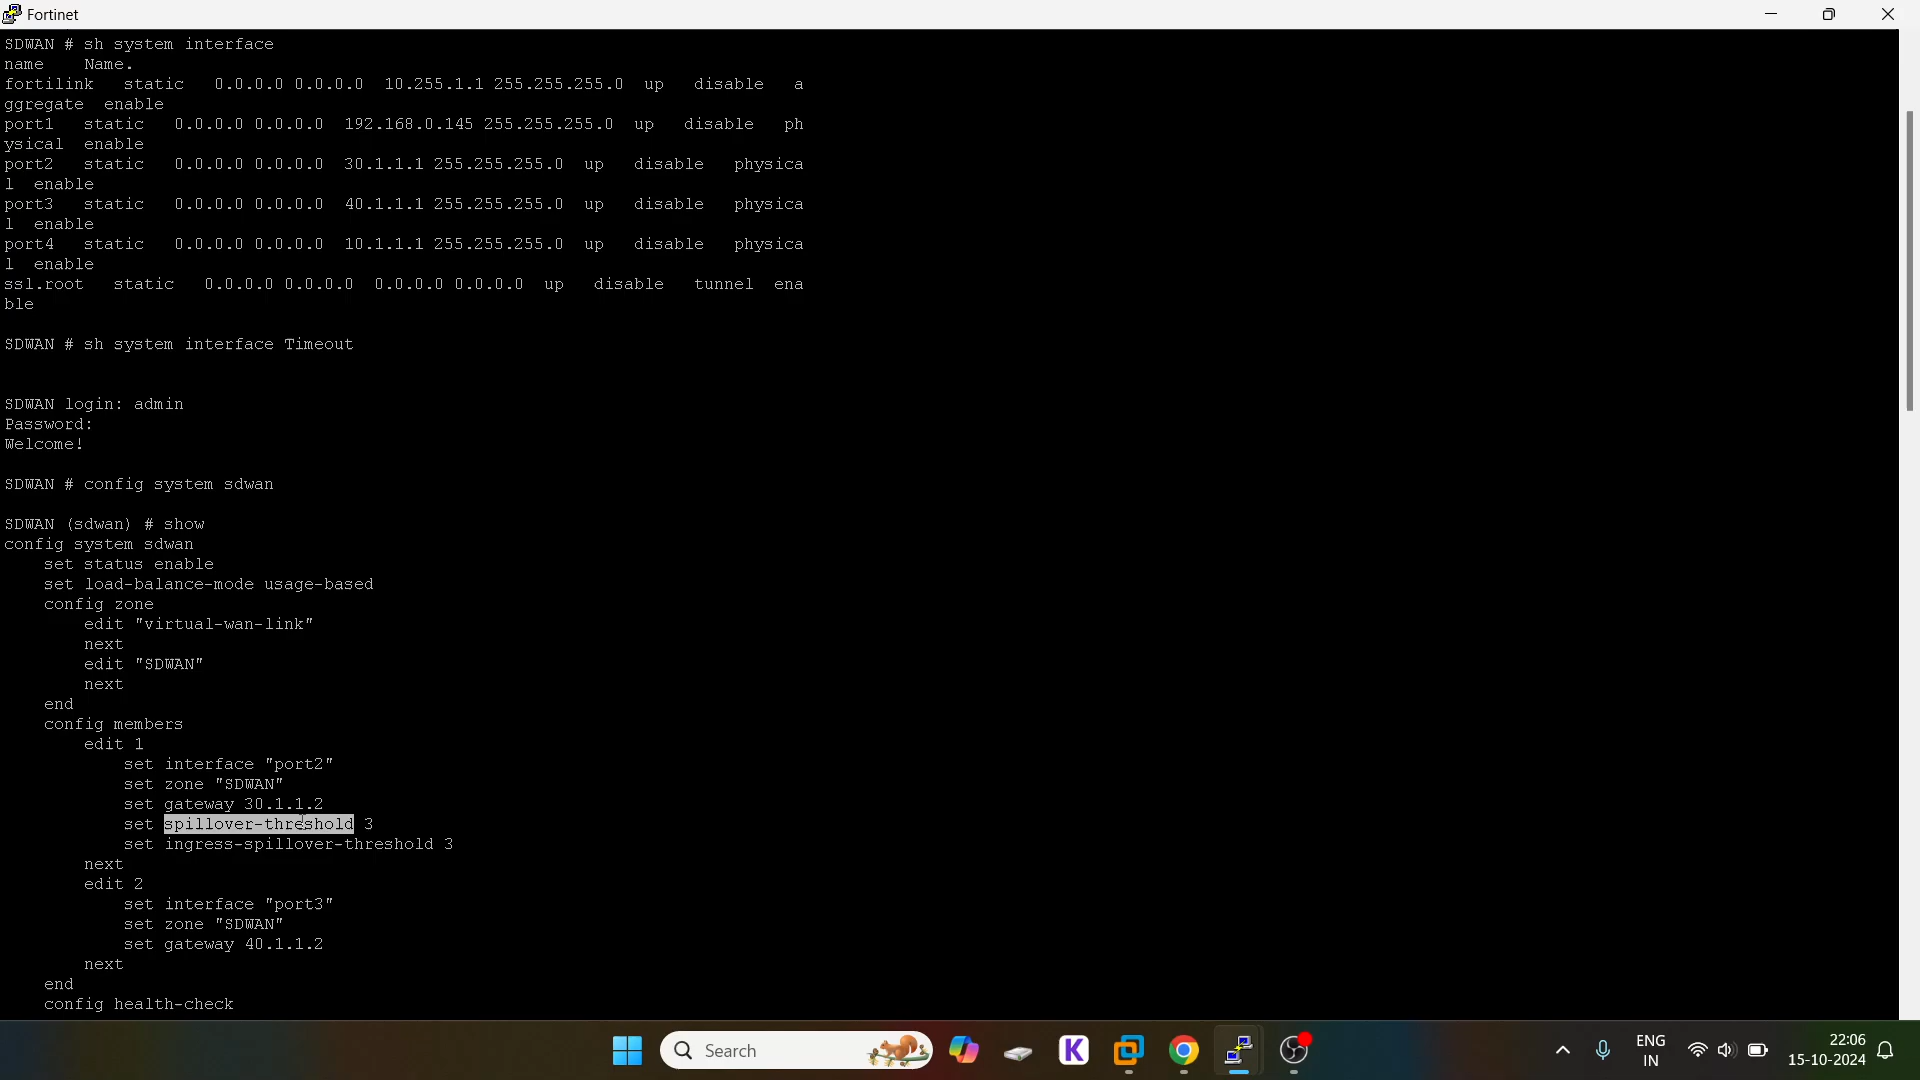 Fortinet
SDWAN # sh system interface
name    Name.
fortilink   static   0.0.0.0 0.0.0.0  10.255.1.1 255.255.255.0  up   disable   a
ggregate  enable
port1   static   0.0.0.0 0.0.0.0  192.168.0.145 255.255.255.0  up   disable   ph
ysical  enable
port2   static   0.0.0.0 0.0.0.0  30.1.1.1 255.255.255.0  up   disable   physica
l  enable
port3   static   0.0.0.0 0.0.0.0  40.1.1.1 255.255.255.0  up   disable   physica
l  enable
port4   static   0.0.0.0 0.0.0.0  10.1.1.1 255.255.255.0  up   disable   physica
l  enable
ssl.root   static   0.0.0.0 0.0.0.0  0.0.0.0 0.0.0.0  up   disable   tunnel  ena
ble
SDWAN # sh system interface Timeout
SDWAN login: admin
Password:
Welcome!
SDWAN # config system sdwan
SDWAN (sdwan) # show
config system sdwan
    set status enable
    set load-balance-mode usage-based
    config zone
        edit "virtual-wan-link"
        next
        edit "SDWAN"
        next
    end
    config members
        edit 1
            set interface "port2"
            set zone "SDWAN"
            set gateway 30.1.1.2
            set spillover-threshold 3
            set ingress-spillover-threshold 3
        next
        edit 2
            set interface "port3"
            set zone "SDWAN"
            set gateway 40.1.1.2
        next
    end
    config health-check
Search
K
ENG
IN
22:06
15-10-2024